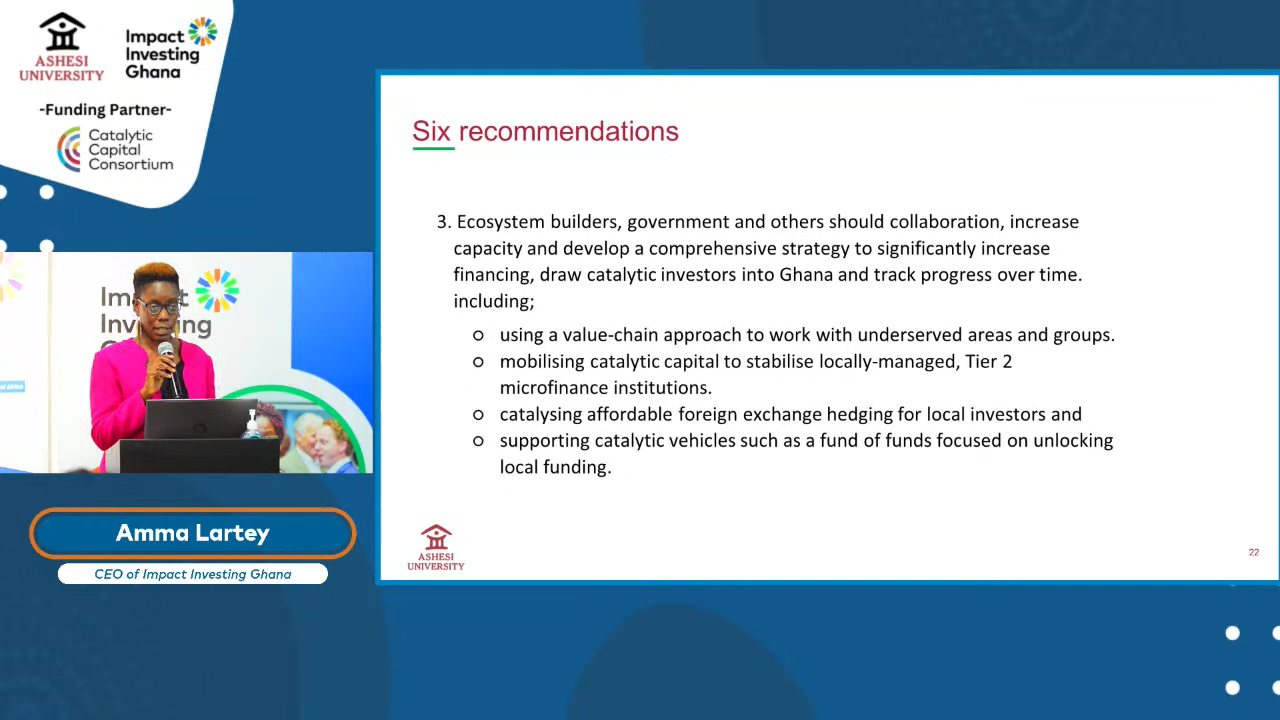 ASHESI
UNIVERSITY
Impact
Investing
Ghana
-Funding Partner-
Catalytic
Capital
Consortium
Six recommendations
3. Ecosystem builders, government and others should collaboration, increase
capacity and develop a comprehensive strategy to significantly increase
financing, draw catalytic investors into Ghana and track progress over time.
including;
o using a value-chain approach to work with underserved areas and groups.
o mobilising catalytic capital to stabilise locally-managed, Tier 2
microfinance institutions.
o catalysing affordable foreign exchange hedging for local investors and
o supporting catalytic vehicles such as a fund of funds focused on unlocking
local funding.
ASHESI
UNIVERSITY
22
Amma Lartey
CEO of Impact Investing Ghana